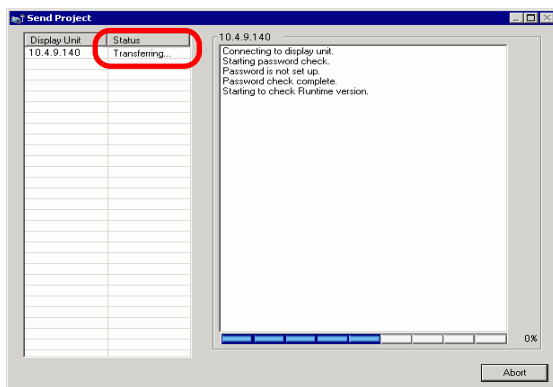 Send Project
Display Unit Status
10.4.9.140 Transferring...
10.4.9.140
Connecting to display unit.
Starting password check.
Password is not set up.
Password check complete.
Starting to check Runtime version.
0%
Abort